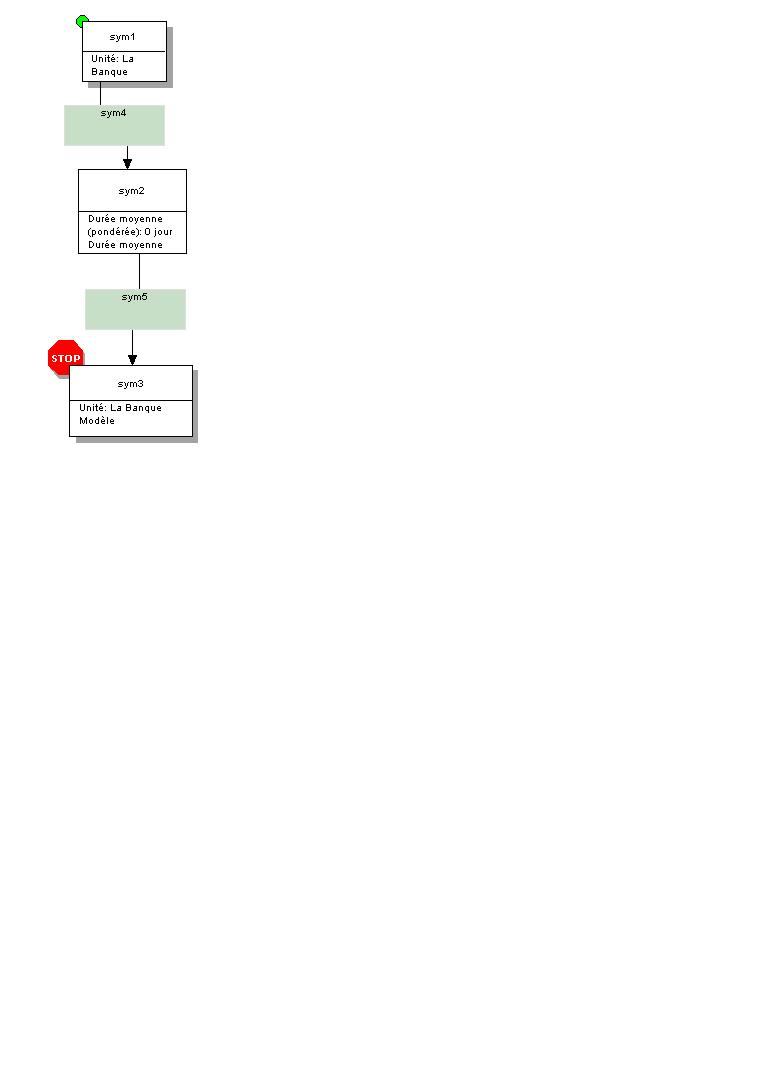 sym1
Unité: La
Banque
sym4
sym2
Durée moyenne
(pondérée): 0 jour
Durée moyenne
sym5
STOP
sym3
Unité: La Banque
Modèle